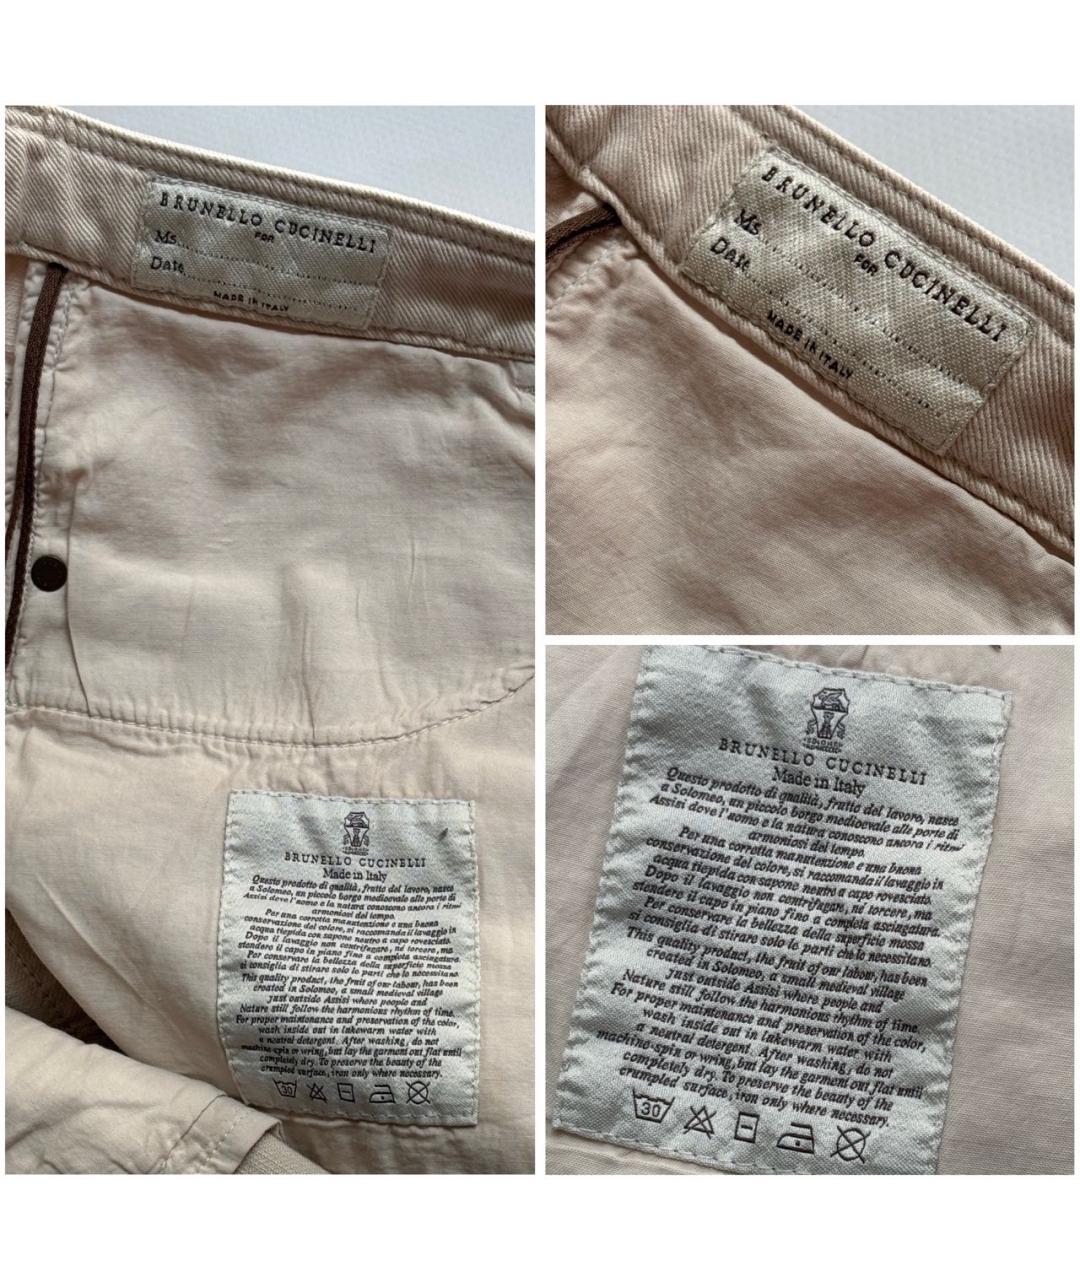 BRUNELLO CUCINELLI
FOR
Ms
Date
MADE IN ITALY
BRUNELLO CUCINELLI
Made in Italy
Questo prodotto di qualità, frutto del lavoro, nasce
a Solomeo, un piccolo borgo medioevale alle porte di
Assisi dove l'uomo e la natura conoscono ancora i ritmi
armoniosi del tempo.
Per una corretta manutenzione e una buona
conservazione del colore, si raccomanda il lavaggio in
acqua tiepida con sapone neutro a capo rovesciato.
Dopo il lavaggio non centrifugare, né torcere, ma
stendere il capo in piano fino a completa asciugatura.
Per conservare la bellezza della superficie mossa
si consiglia di stirare solo le parti che lo necessitano.
This quality product, the fruit of our labour, has been
created in Solomeo, a small medieval village
just outside Assisi where people and
Nature still follow the harmonious rhythm of time.
For proper maintenance and preservation of the color,
wash inside out in lukewarm water with
a neutral detergent. After washing, do not
machine-spin or wring, but lay the garment out flat until
completely dry. To preserve the beauty of the
crumpled surface, iron only where necessary.
30
BRUNELLO CUCINELLI
FOR
Ms
Date
MADE IN ITALY
SOLOMEO
BRUNELLO CUCINELLI
Made in Italy
Questo prodotto di qualità, frutto del lavoro, nasce
a Solomeo, un piccolo borgo medioevale alle porte di
Assisi dove l'uomo e la natura conoscono ancora i ritmi
armoniosi del tempo.
Per una corretta manutenzione e una buona
conservazione del colore, si raccomanda il lavaggio in
acqua tiepida con sapone neutro a capo rovesciato.
Dopo il lavaggio non centrifugare, né torcere, ma
stendere il capo in piano fino a completa asciugatura.
Per conservare la bellezza della superficie mossa
si consiglia di stirare solo le parti che lo necessitano.
This quality product, the fruit of our labour, has been
created in Solomeo, a small medieval village
just outside Assisi where people and
Nature still follow the harmonious rhythm of time.
For proper maintenance and preservation of the color,
wash inside out in lukewarm water with
a neutral detergent. After washing, do not
machine-spin or wring, but lay the garment out flat until
completely dry. To preserve the beauty of the
crumpled surface, iron only where necessary.
30